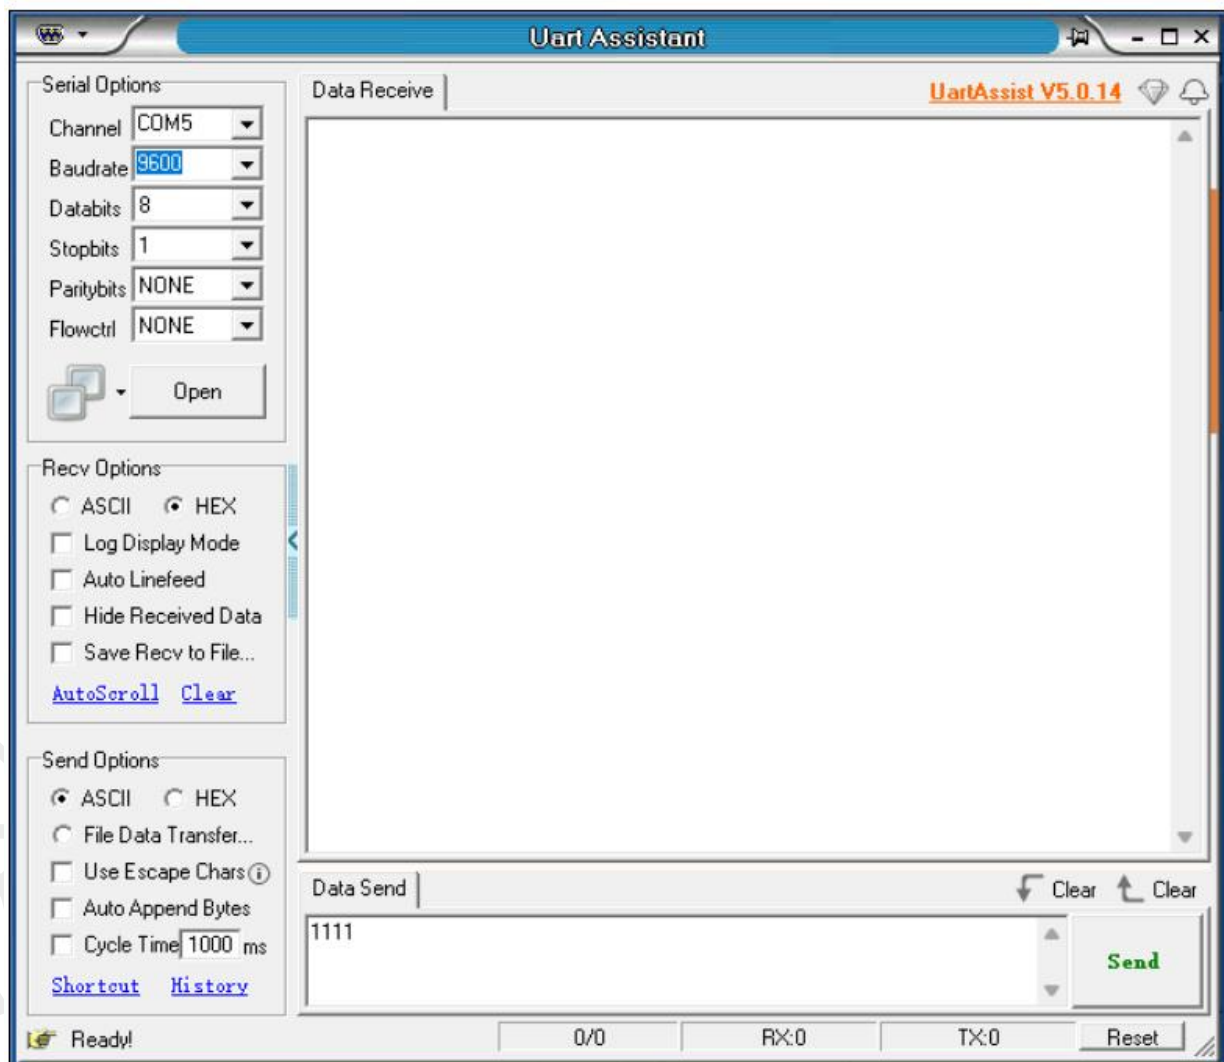 Uart Assistant
Serial Options
Channel COM5
Baudrate 9600
Databits 8
Stopbits 1
Paritybits NONE
Flowctrl NONE
Open
Recv Options
ASCII HEX
Log Display Mode
Auto Linefeed
Hide Received Data
Save Recv to File...
AutoScroll Clear
Send Options
ASCII HEX
File Data Transfer...
Use Escape Chars
Auto Append Bytes
Cycle Time 1000 ms
Shortcut History
Data Receive UartAssist V5.0.14
Data Send Clear Clear
1111
Send
Ready! 0/0 RX:0 TX:0 Reset